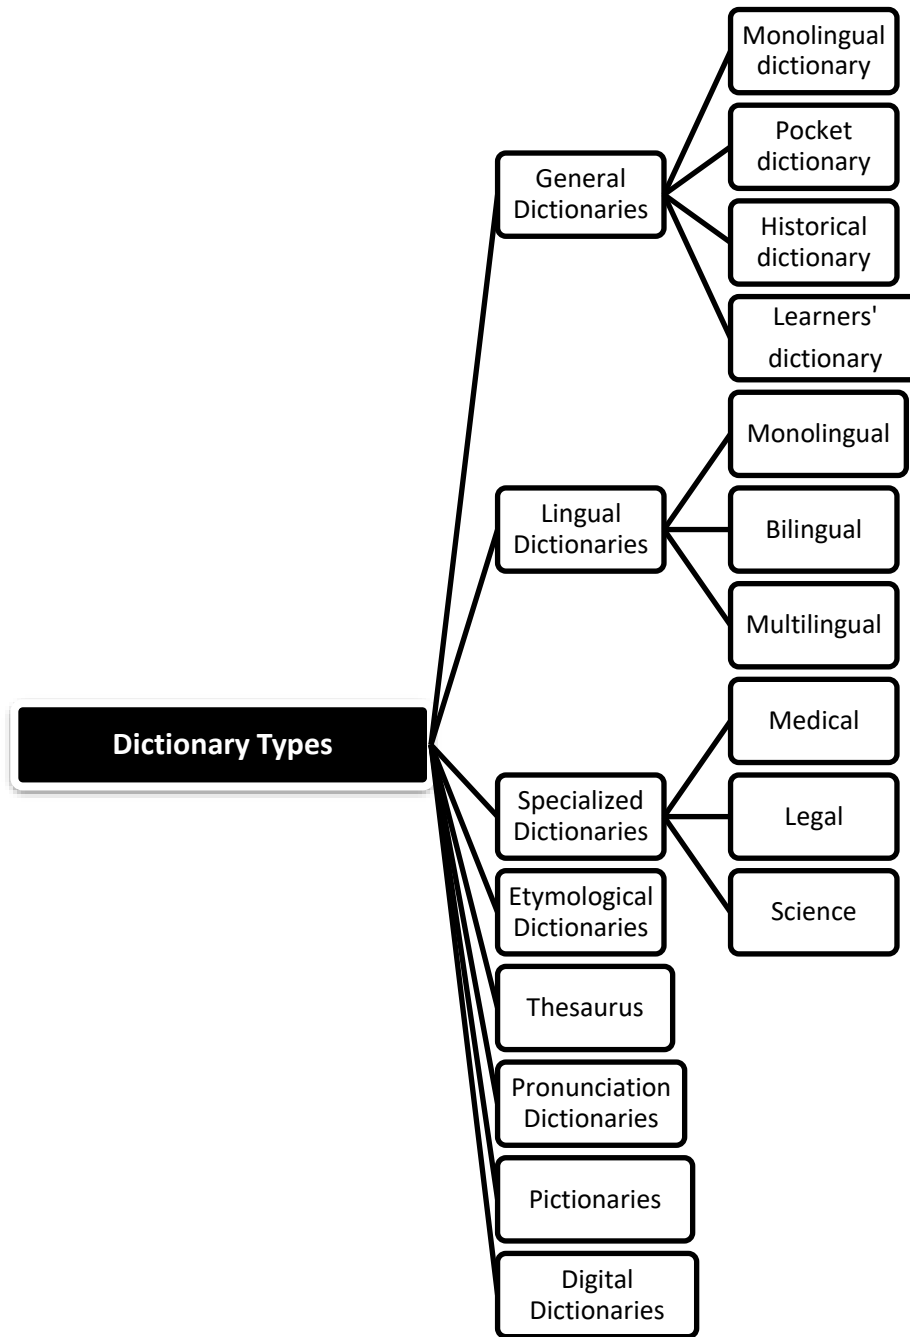 Monolingual
dictionary
Pocket
dictionary
General
Dictionaries
Historical
dictionary
Learners'
dictionary
Monolingual
Lingual
Dictionaries
Bilingual
Multilingual
Dictionary Types
Medical
Specialized
Dictionaries
Legal
Science
Etymological
Dictionaries
Thesaurus
Pronunciation
Dictionaries
Pictionaries
Digital
Dictionaries